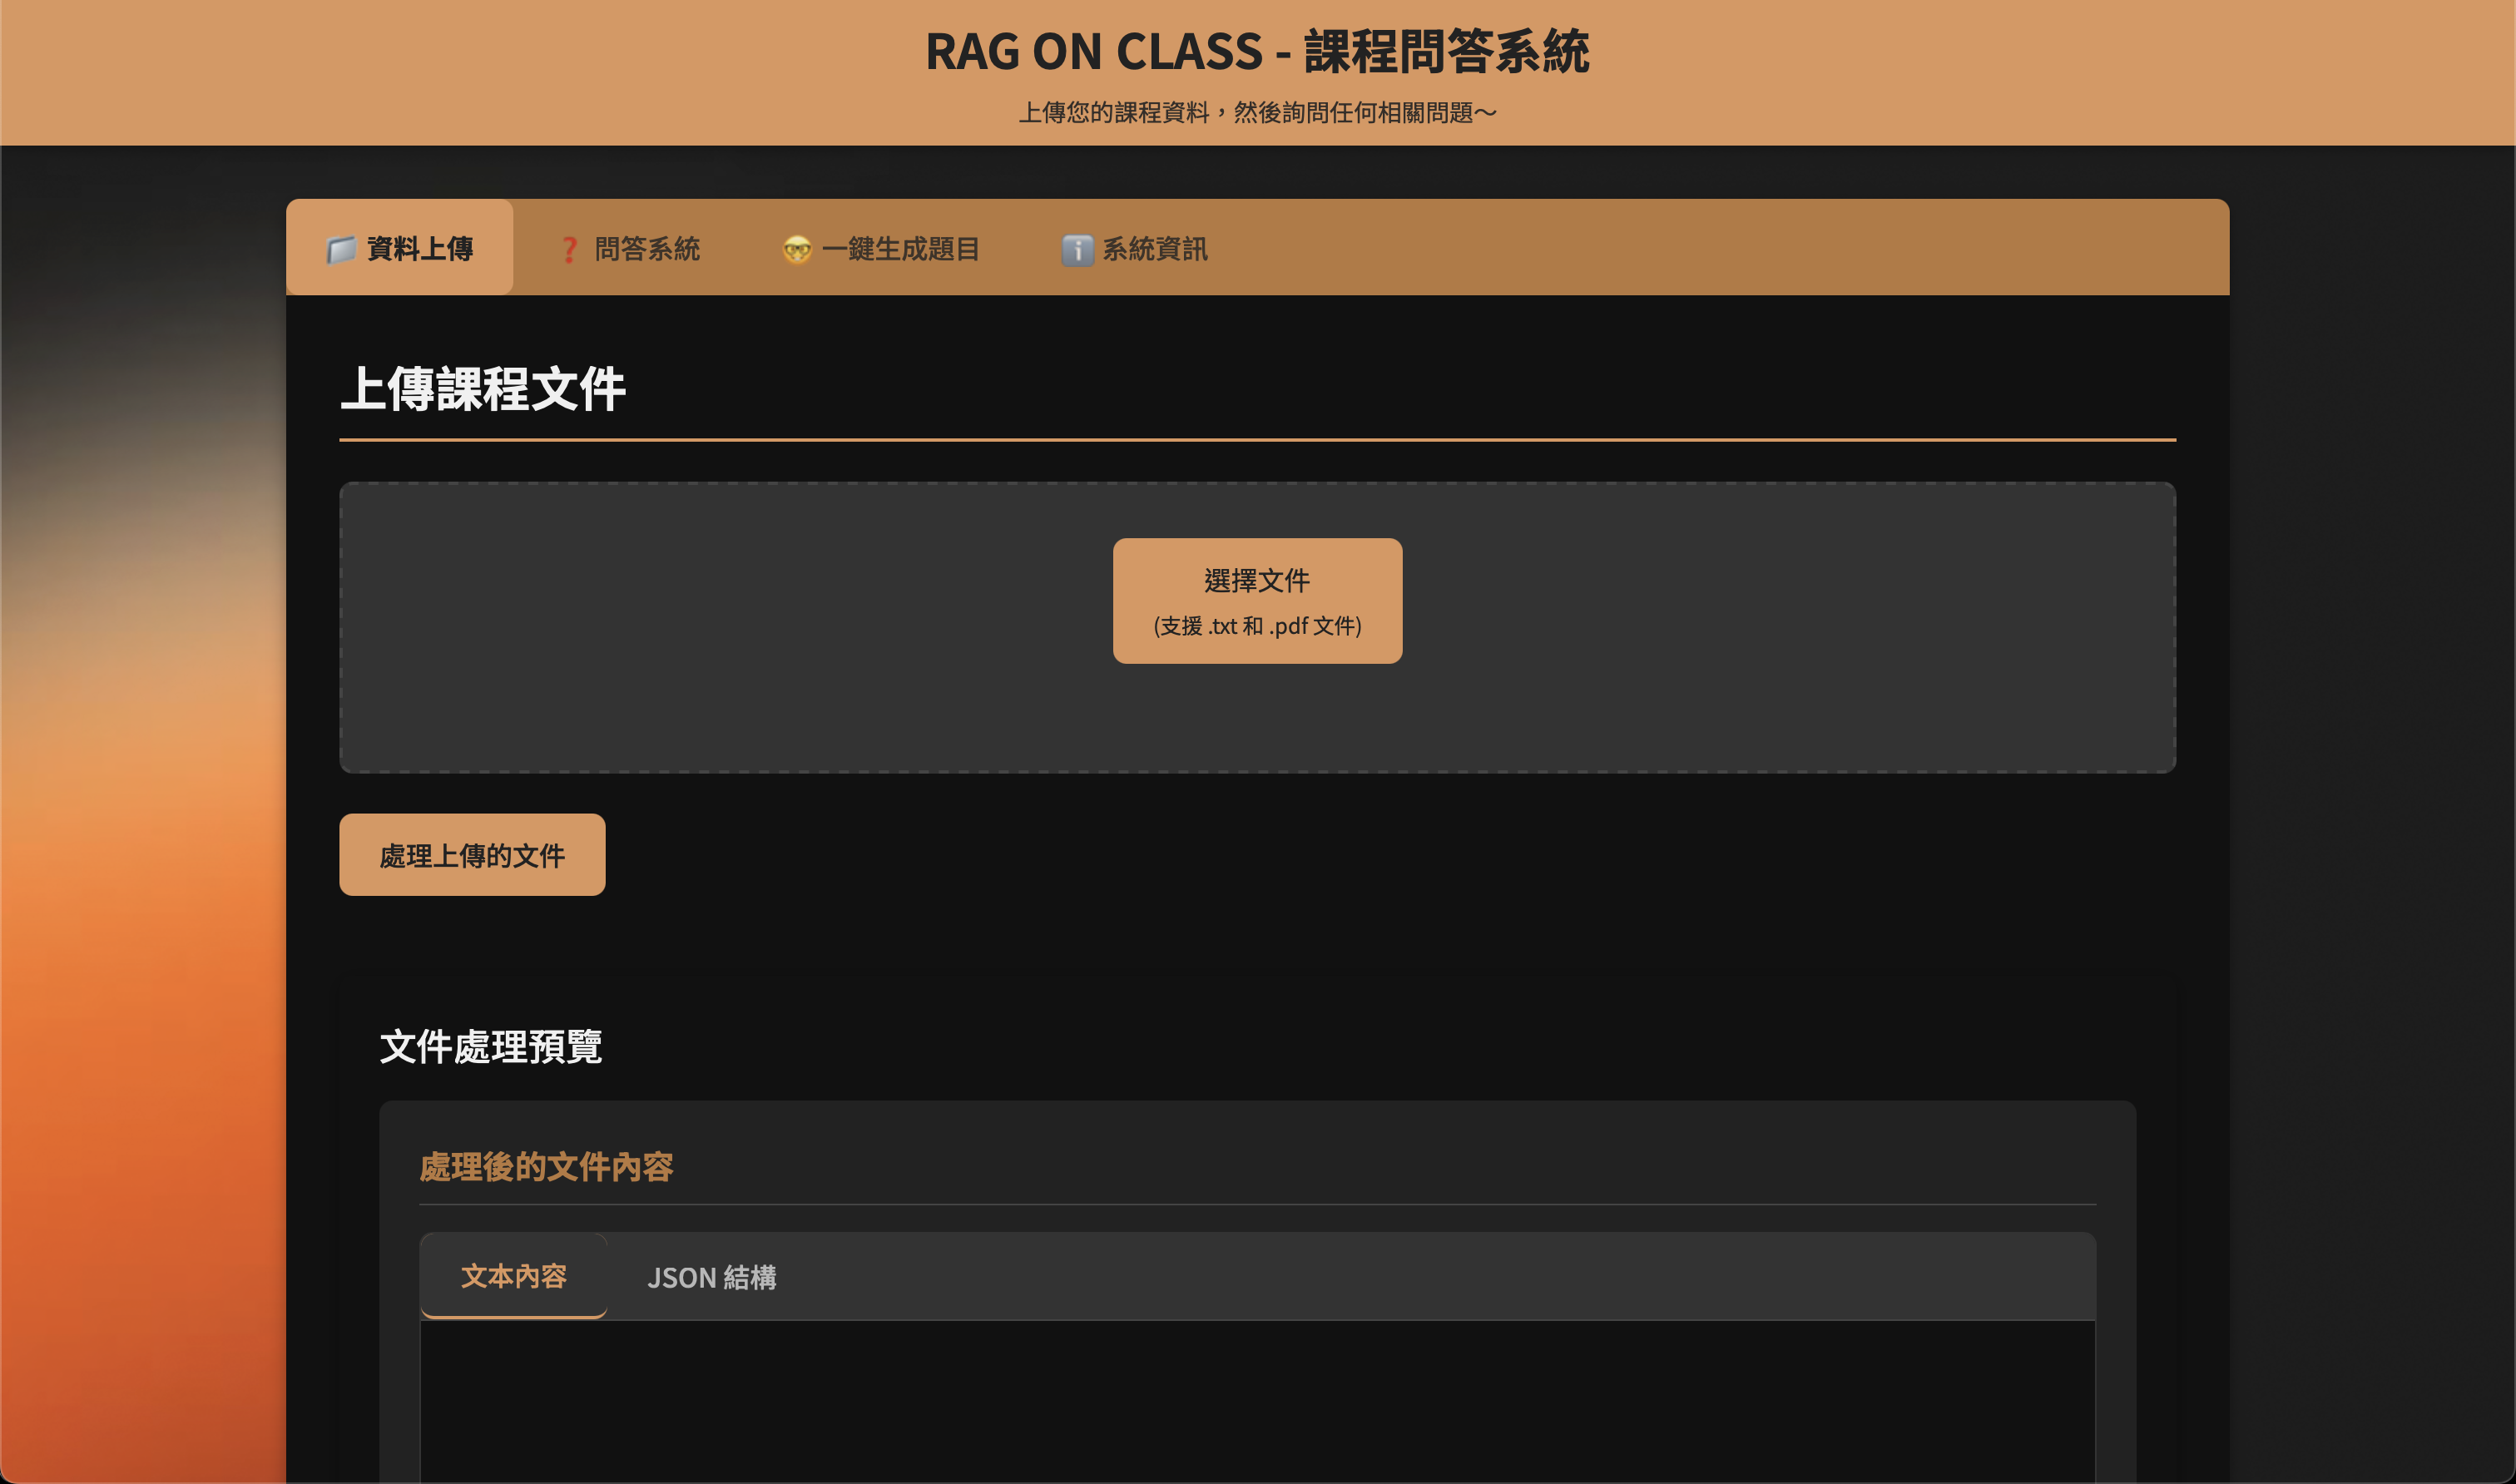 RAG ON CLASS - 課程問答系統
上傳您的課程資料，然後詢問任何相關問題～
📁 資料上傳
❓ 問答系統
🤓 一鍵生成題目
ℹ️ 系統資訊
上傳課程文件
選擇文件
(支援 .txt 和 .pdf 文件)
處理上傳的文件
文件處理預覽
處理後的文件內容
文本內容
JSON 結構